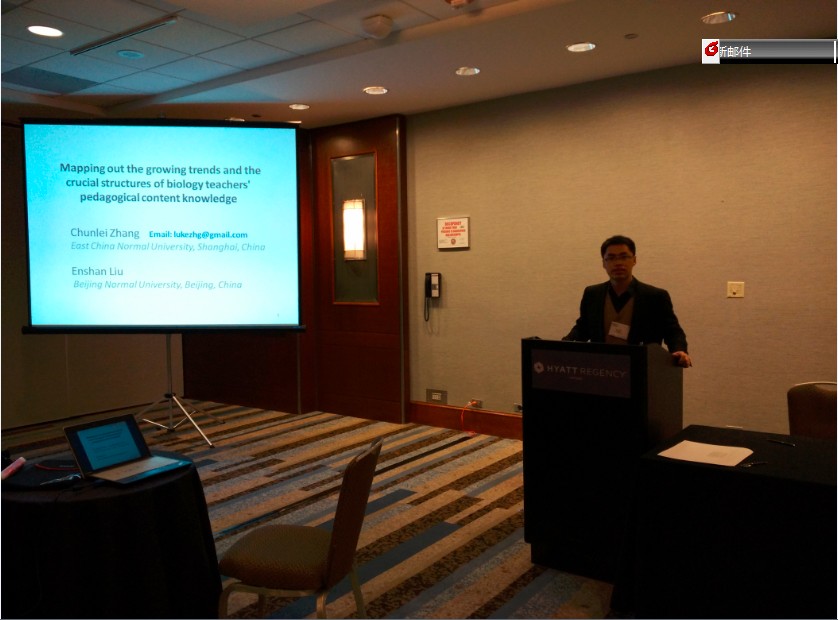 新邮件
Mapping out the growing trends and the
crucial structures of biology teachers'
pedagogical content knowledge
Chunlei Zhang Email: lukezhg@gmail.com
East China Normal University, Shanghai, China
Enshan Liu
Beijing Normal University, Beijing, China
HYATT REGENCY